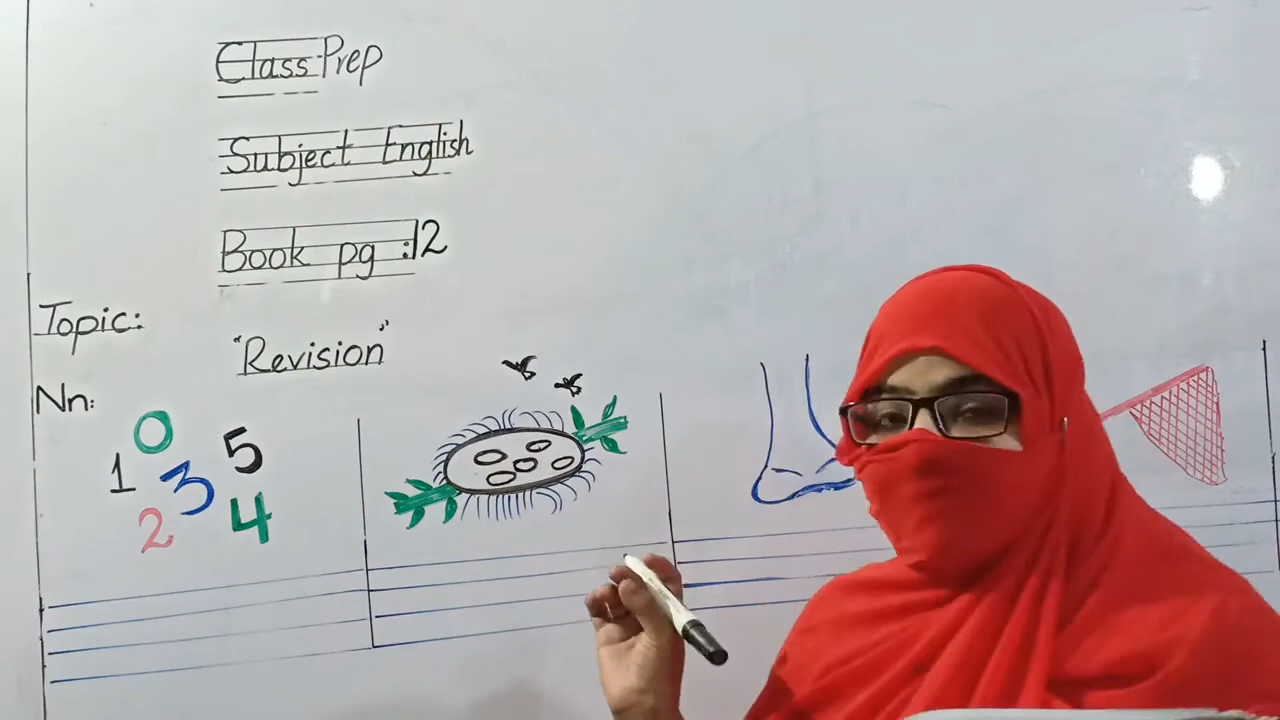 Class Prep
Subject English
Book pg :12
Topic:
"Revision"
Nn:
0
5
1
3
2
4